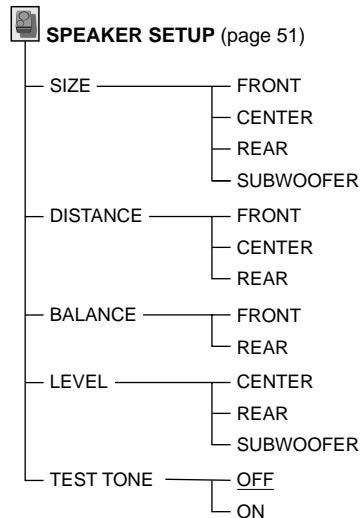 SPEAKER SETUP (page 51)
SIZE FRONT
CENTER
REAR
SUBWOOFER
DISTANCE FRONT
CENTER
REAR
BALANCE FRONT
REAR
LEVEL CENTER
REAR
SUBWOOFER
TEST TONE OFF
ON